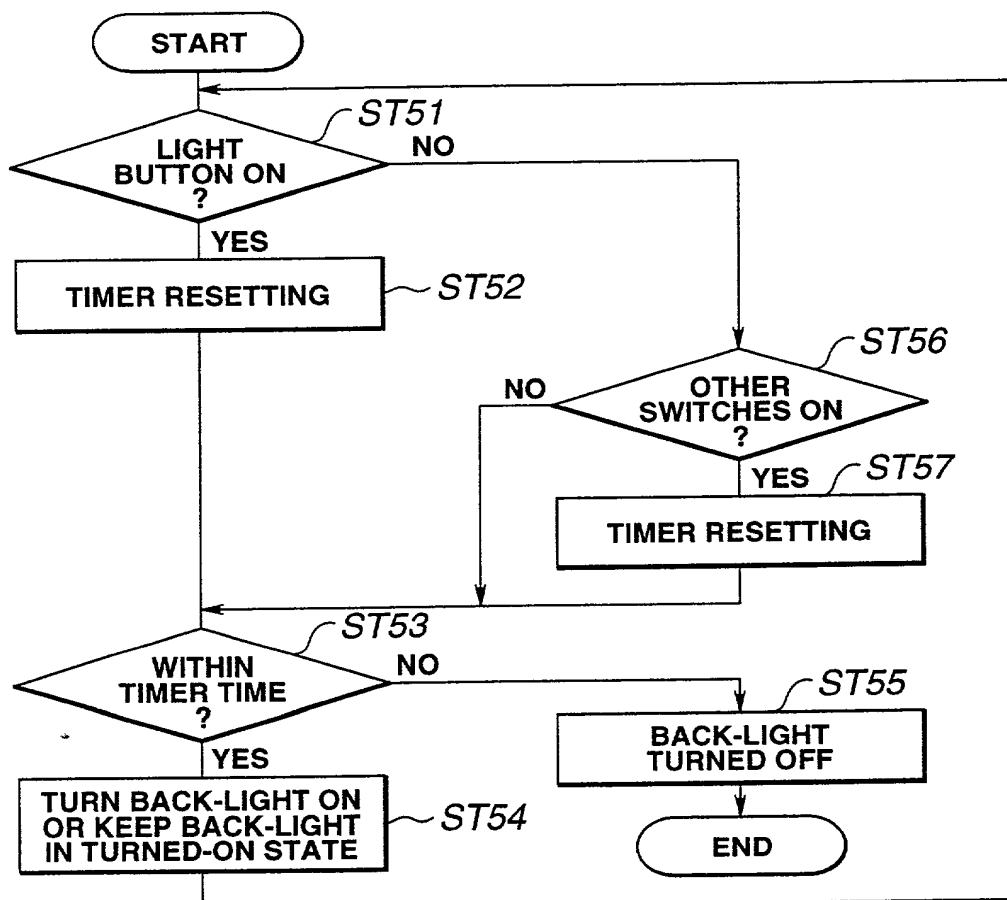 START
ST51
LIGHT
BUTTON ON
?
NO
YES
TIMER RESETTING
ST52
ST56
OTHER
SWITCHES ON
?
NO
YES
ST57
TIMER RESETTING
ST53
WITHIN
TIMER TIME
?
NO
YES
ST55
BACK-LIGHT
TURNED OFF
TURN BACK-LIGHT ON
OR KEEP BACK-LIGHT
IN TURNED-ON STATE
ST54
END